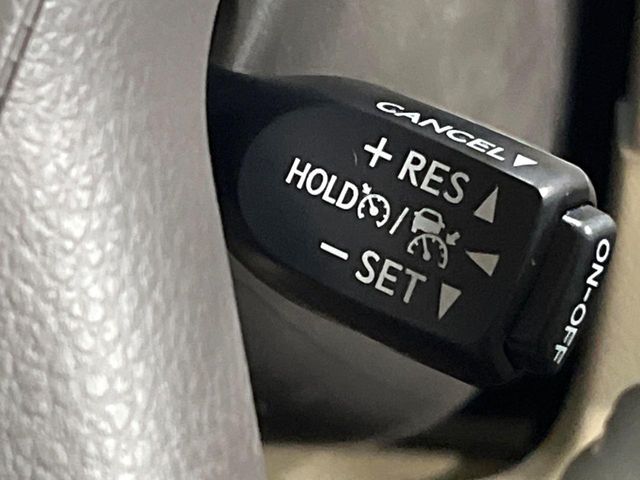 CANCEL
+ RES
HOLD /
- SET
ON-OFF